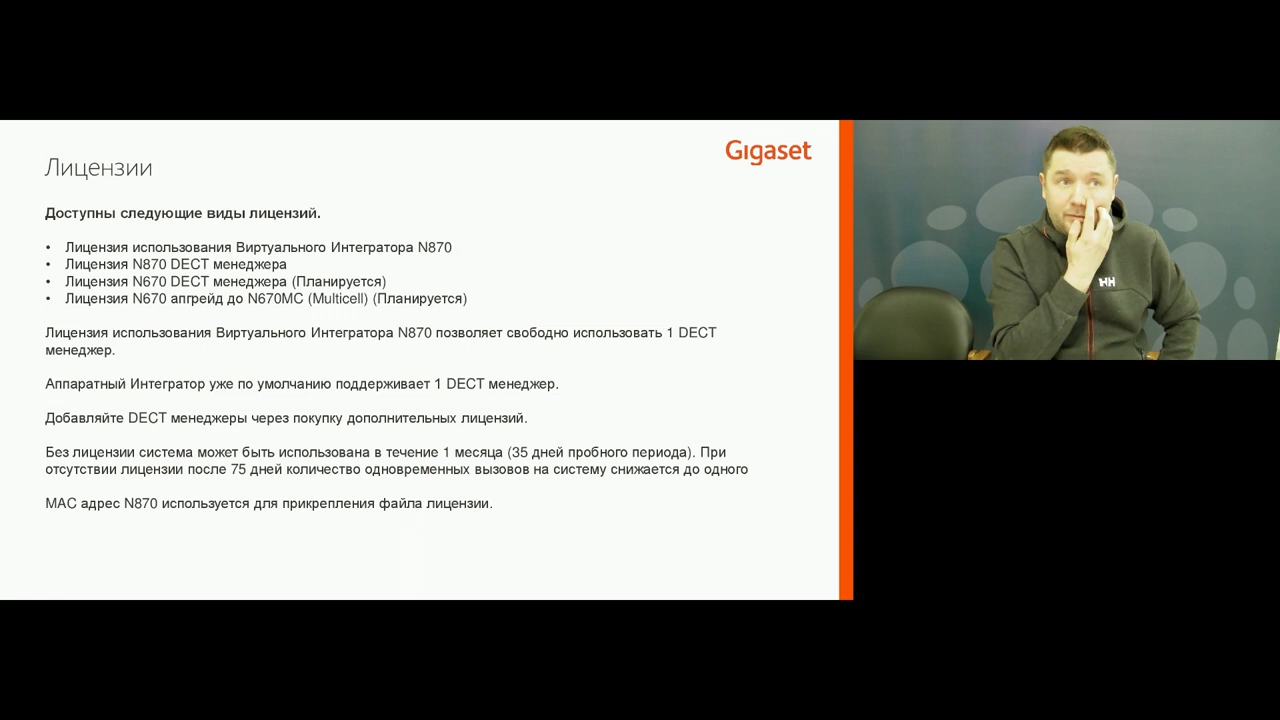 Gigaset
Лицензии
Доступны следующие виды лицензий.
• Лицензия использования Виртуального Интегратора N870
• Лицензия N870 DECT менеджера
• Лицензия N670 DECT менеджера (Планируется)
• Лицензия N670 апгрейд до N670MC (Multicell) (Планируется)
Лицензия использования Виртуального Интегратора N870 позволяет свободно использовать 1 DECT
менеджер.
Аппаратный Интегратор уже по умолчанию поддерживает 1 DECT менеджер.
Добавляйте DECT менеджеры через покупку дополнительных лицензий.
Без лицензии система может быть использована в течение 1 месяца (35 дней пробного периода). При
отсутствии лицензии после 75 дней количество одновременных вызовов на систему снижается до одного
MAC адрес N870 используется для прикрепления файла лицензии.
HH